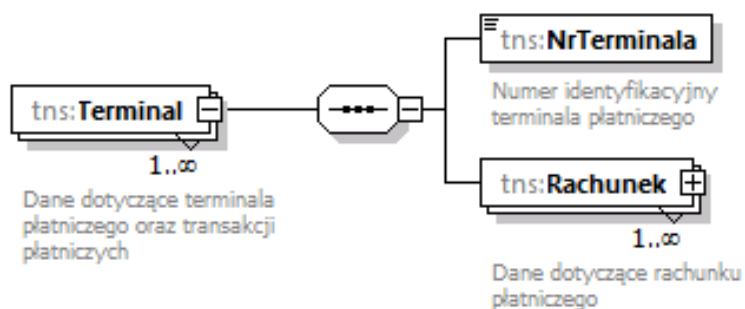 tns:Terminal
1..∞
Dane dotyczące terminala
płatniczego oraz transakcji
płatniczych
tns:NrTerminala
Numer identyfikacyjny
terminala płatniczego
tns:Rachunek
1..∞
Dane dotyczące rachunku
płatniczego